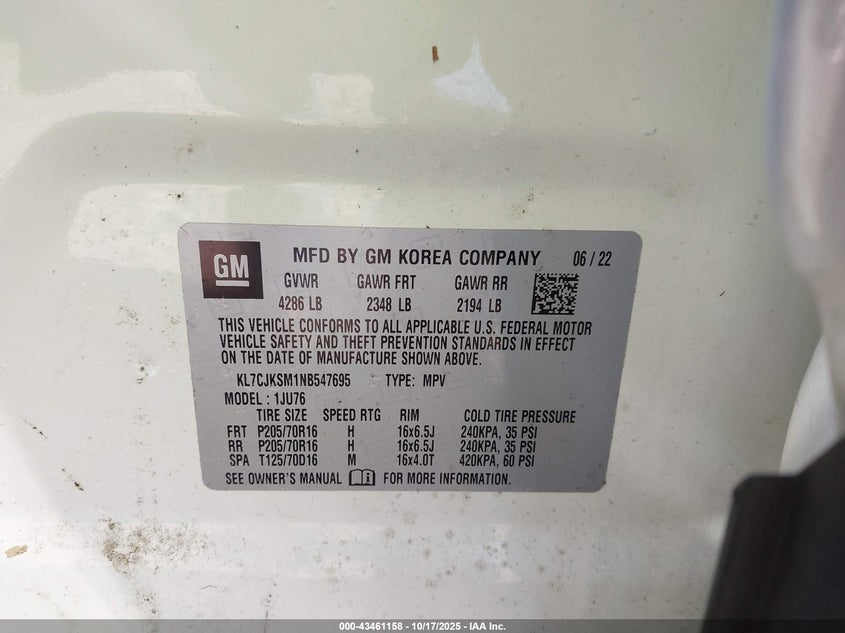 GM
MFD BY GM KOREA COMPANY 06 / 22
GVWR GAWR FRT GAWR RR
4286 LB 2348 LB 2194 LB
THIS VEHICLE CONFORMS TO ALL APPLICABLE U.S. FEDERAL MOTOR
VEHICLE SAFETY AND THEFT PREVENTION STANDARDS IN EFFECT
ON THE DATE OF MANUFACTURE SHOWN ABOVE.
KL7CJKSM1NB547695 TYPE: MPV
MODEL : 1JU76
TIRE SIZE SPEED RTG RIM COLD TIRE PRESSURE
FRT P205/70R16 H 16x6.5J 240KPA, 35 PSI
RR P205/70R16 H 16x6.5J 240KPA, 35 PSI
SPA T125/70D16 M 16x4.0T 420KPA, 60 PSI
SEE OWNER'S MANUAL FOR MORE INFORMATION.
000-43461158 - 10/17/2025 - IAA Inc.